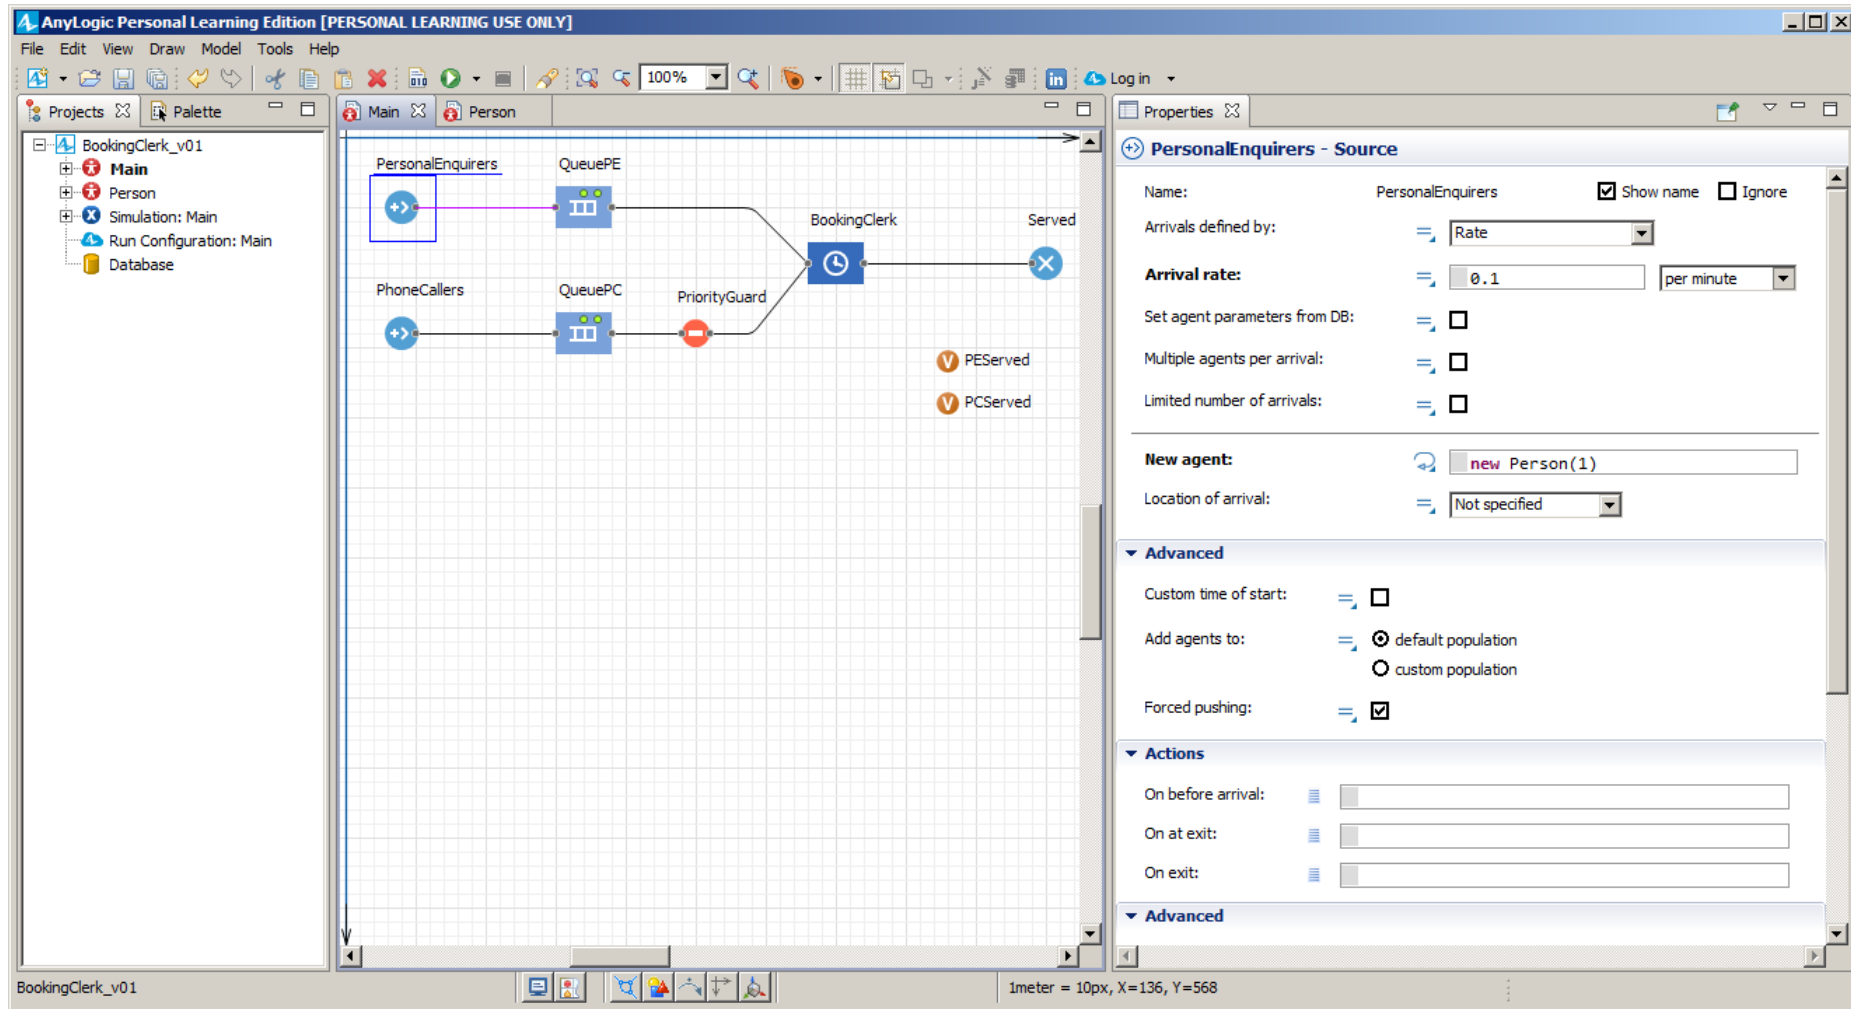 AnyLogic Personal Learning Edition [PERSONAL LEARNING USE ONLY]
File Edit View Draw Model Tools Help
100%
Log in
Projects
Palette
BookingClerk_v01
Main
Person
Simulation: Main
Run Configuration: Main
Database
Main
Person
PersonalEnquirers
QueuePE
BookingClerk
Served
PhoneCallers
QueuePC
PriorityGuard
V PEServed
V PCServed
Properties
PersonalEnquirers - Source
Name: PersonalEnquirers Show name Ignore
Arrivals defined by: Rate
Arrival rate: 0.1 per minute
Set agent parameters from DB:
Multiple agents per arrival:
Limited number of arrivals:
New agent: new Person(1)
Location of arrival: Not specified
Advanced
Custom time of start:
Add agents to: default population
custom population
Forced pushing:
Actions
On before arrival:
On at exit:
On exit:
Advanced
BookingClerk_v01
1meter = 10px, X=136, Y=568